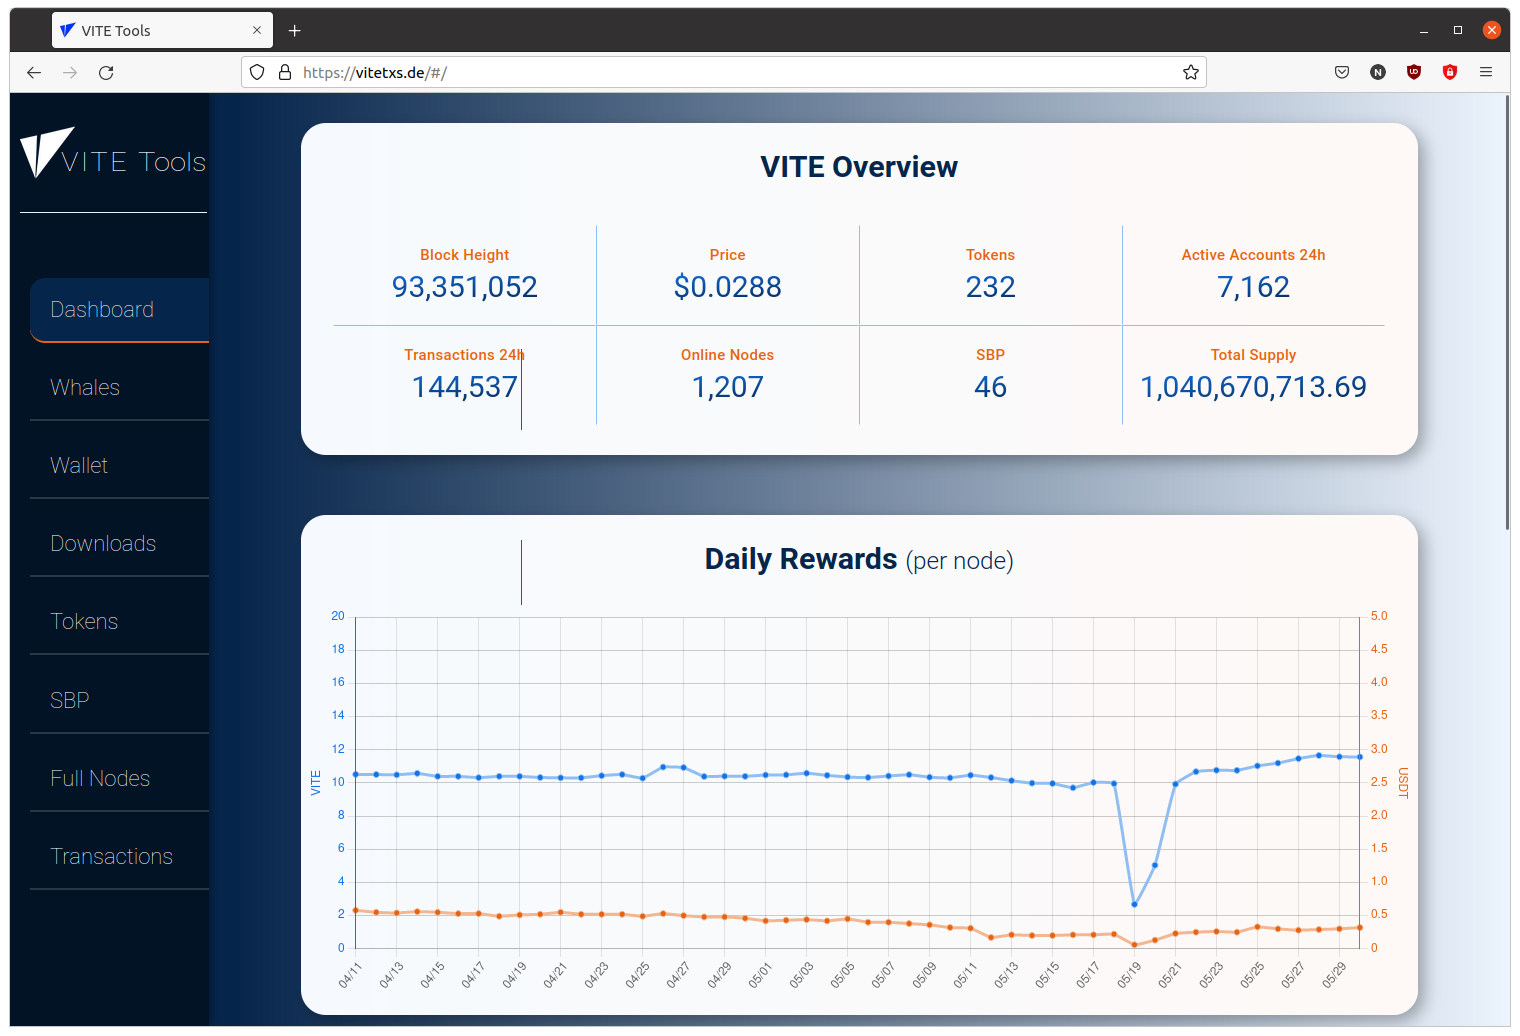 VITE Tools
https://vitetxs.de/#/
VITE Tools
Dashboard
Whales
Wallet
Downloads
Tokens
SBP
Full Nodes
Transactions
VITE Overview
Block Height
93,351,052
Price
$0.0288
Tokens
232
Active Accounts 24h
7,162
Transactions 24h
144,537
Online Nodes
1,207
SBP
46
Total Supply
1,040,670,713.69
Daily Rewards (per node)
20
18
16
14
12
10
8
6
4
2
0
VITE
5.0
4.5
4.0
3.5
3.0
2.5
2.0
1.5
1.0
0.5
0
USDT
04/11
04/13
04/15
04/17
04/19
04/21
04/23
04/25
04/27
04/29
05/01
05/03
05/05
05/07
05/09
05/11
05/13
05/15
05/17
05/19
05/21
05/23
05/25
05/27
05/29